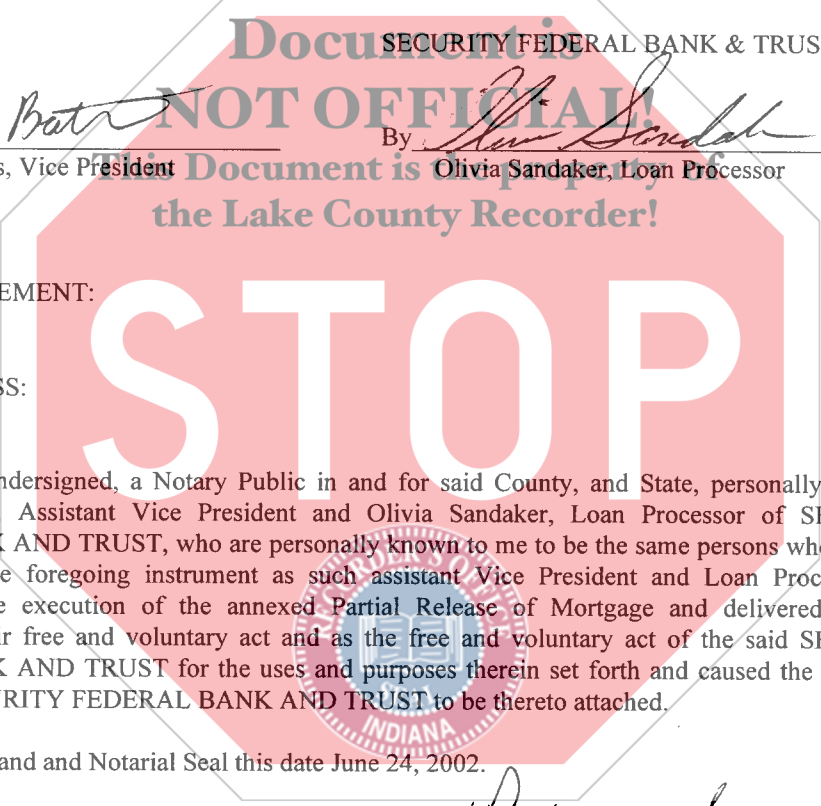 Document is
SECURITY FEDERAL BANK & TRUS
NOT OFFICIAL!
By
s, Vice President
Olivia Sandaker, Loan Processor
This Document is the property of
the Lake County Recorder!
EMENT:
STOP
SS:
ndersigned, a Notary Public in and for said County, and State, personally
Assistant Vice President and Olivia Sandaker, Loan Processor of SE
K AND TRUST, who are personally known to me to be the same persons who
e foregoing instrument as such assistant Vice President and Loan Proc
e execution of the annexed Partial Release of Mortgage and delivered
ir free and voluntary act and as the free and voluntary act of the said SE
K AND TRUST for the uses and purposes therein set forth and caused the
RITY FEDERAL BANK AND TRUST to be thereto attached.
RECORDER'S OFFIC
INDIANA
and and Notarial Seal this date June 24, 2002.